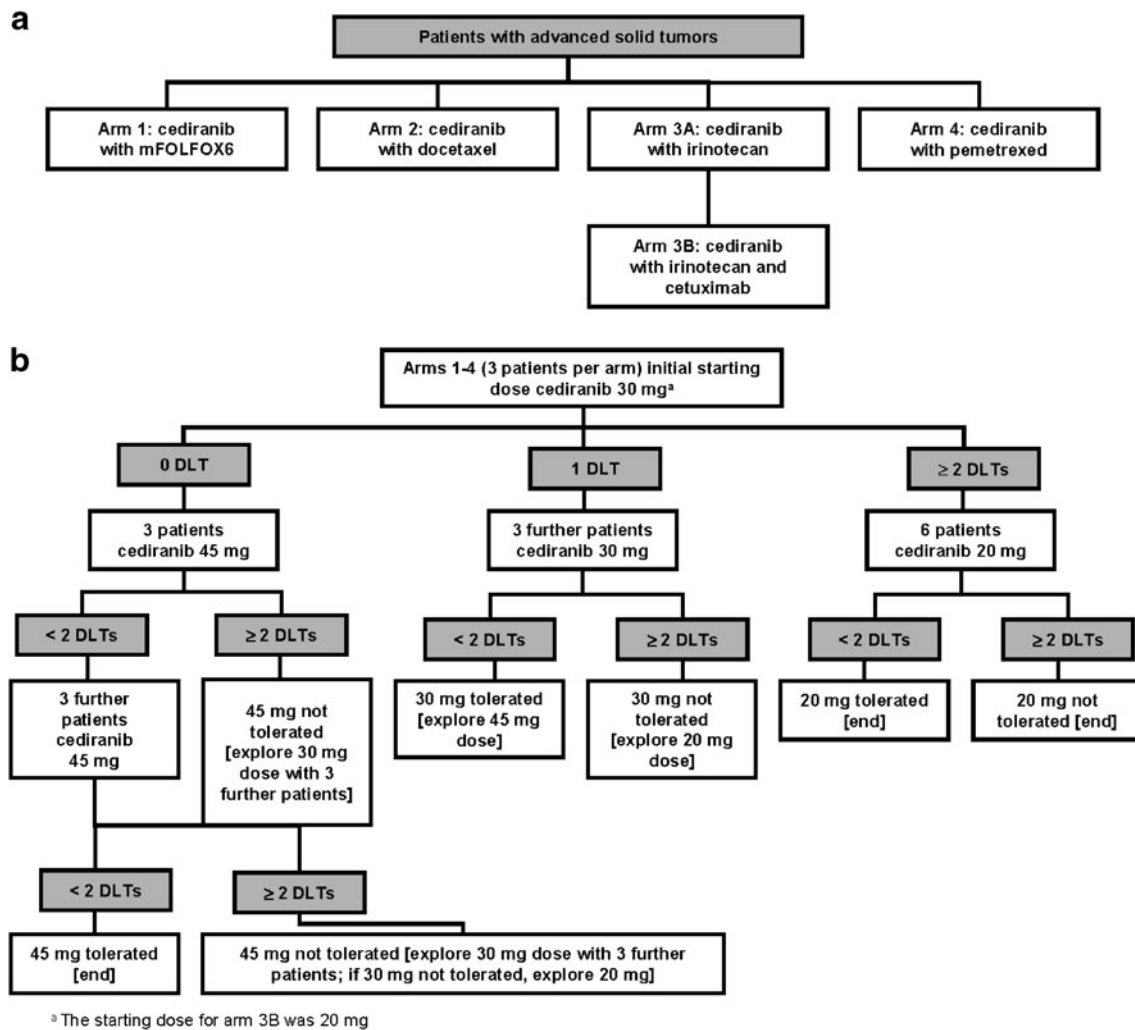 a
Patients with advanced solid tumors
Arm 1: cediranib
with mFOLFOX6
Arm 2: cediranib
with docetaxel
Arm 3A: cediranib
with irinotecan
Arm 4: cediranib
with pemetrexed
Arm 3B: cediranib
with irinotecan and
cetuximab
b
Arms 1-4 (3 patients per arm) initial starting
dose cediranib 30 mgᵃ
0 DLT
1 DLT
≥ 2 DLTs
3 patients
cediranib 45 mg
3 further patients
cediranib 30 mg
6 patients
cediranib 20 mg
< 2 DLTs
≥ 2 DLTs
< 2 DLTs
≥ 2 DLTs
< 2 DLTs
≥ 2 DLTs
3 further
patients
cediranib
45 mg
45 mg not
tolerated
[explore 30 mg
dose with 3
further patients]
30 mg tolerated
[explore 45 mg
dose]
30 mg not
tolerated
[explore 20 mg
dose]
20 mg tolerated
[end]
20 mg not
tolerated [end]
< 2 DLTs
≥ 2 DLTs
45 mg tolerated
[end]
45 mg not tolerated [explore 30 mg dose with 3 further
patients; if 30 mg not tolerated, explore 20 mg]
ᵃ The starting dose for arm 3B was 20 mg